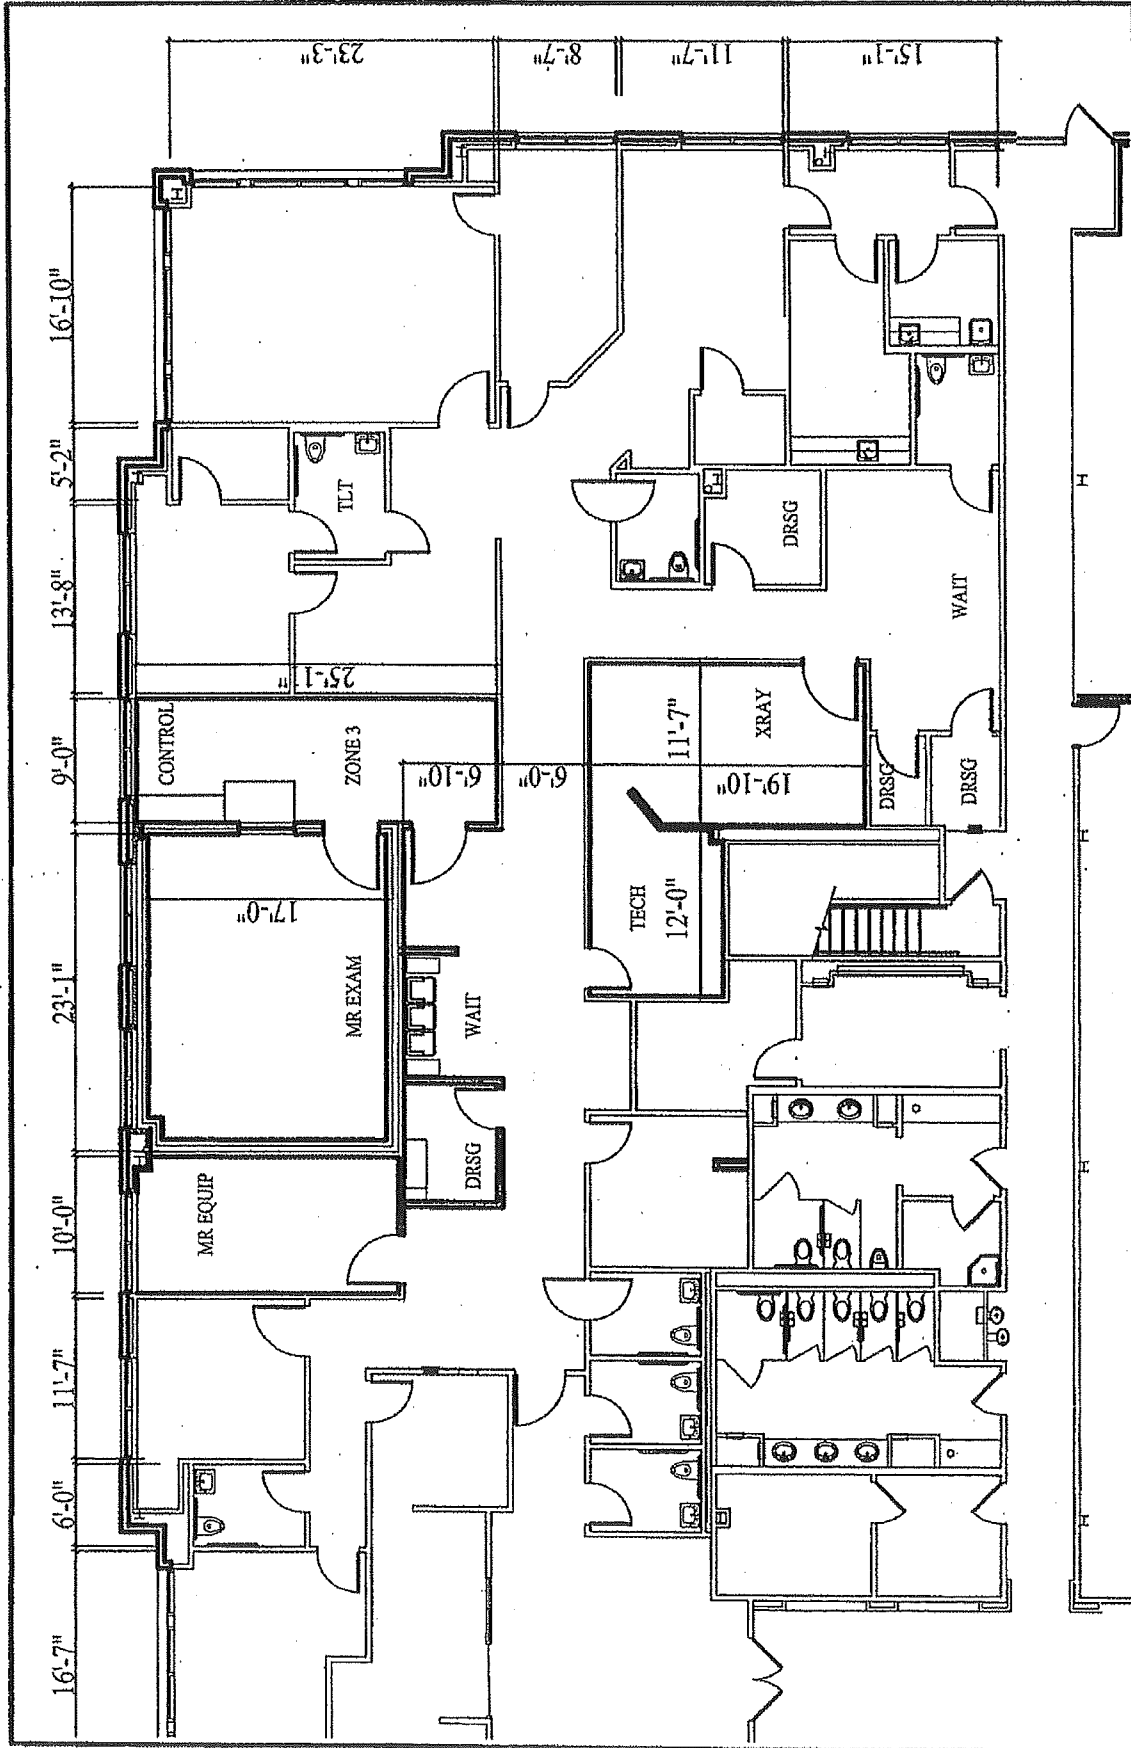 16'-7"
6'-0"
11'-7"
10'-0"
23'-1"
9'-0"
13'-8"
5'-2"
16'-10"
23'-3"
8'-7"
11'-7"
15'-1"
MR EQUIP
MR EXAM
17'-0"
CONTROL
ZONE 3
25'-1"
TLT
DRSG
WAIT
6'-10"
6'-0"
TECH
12'-0"
11'-7"
XRAY
19'-10"
DRSG
DRSG
WAIT
DRSG
H
H
H
H
H